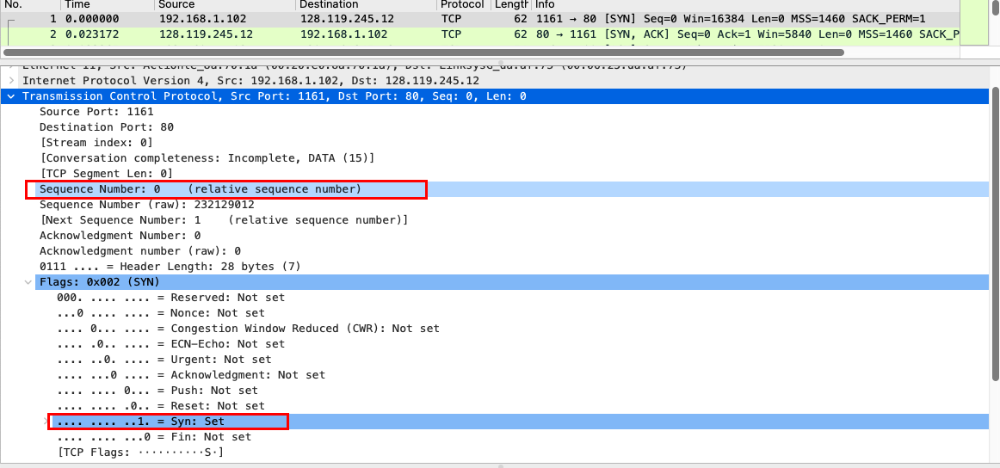 No. Time Source Destination Protocol Length Info
1 0.000000 192.168.1.102 128.119.245.12 TCP 62 1161 → 80 [SYN] Seq=0 Win=16384 Len=0 MSS=1460 SACK_PERM=1
2 0.023172 128.119.245.12 192.168.1.102 TCP 62 80 → 1161 [SYN, ACK] Seq=0 Ack=1 Win=5840 Len=0 MSS=1460 SACK_P
Internet Protocol Version 4, Src: 192.168.1.102, Dst: 128.119.245.12
Transmission Control Protocol, Src Port: 1161, Dst Port: 80, Seq: 0, Len: 0
Source Port: 1161
Destination Port: 80
[Stream index: 0]
[Conversation completeness: Incomplete, DATA (15)]
[TCP Segment Len: 0]
Sequence Number: 0 (relative sequence number)
Sequence Number (raw): 232129012
[Next Sequence Number: 1 (relative sequence number)]
Acknowledgment Number: 0
Acknowledgment number (raw): 0
0111 .... = Header Length: 28 bytes (7)
Flags: 0x002 (SYN)
000. .... .... = Reserved: Not set
...0 .... .... = Nonce: Not set
.... 0... .... = Congestion Window Reduced (CWR): Not set
.... .0.. .... = ECN-Echo: Not set
.... ..0. .... = Urgent: Not set
.... ...0 .... = Acknowledgment: Not set
.... .... 0... = Push: Not set
.... .... .0.. = Reset: Not set
.... .... ..1. = Syn: Set
.... .... ...0 = Fin: Not set
[TCP Flags: ··········S·]